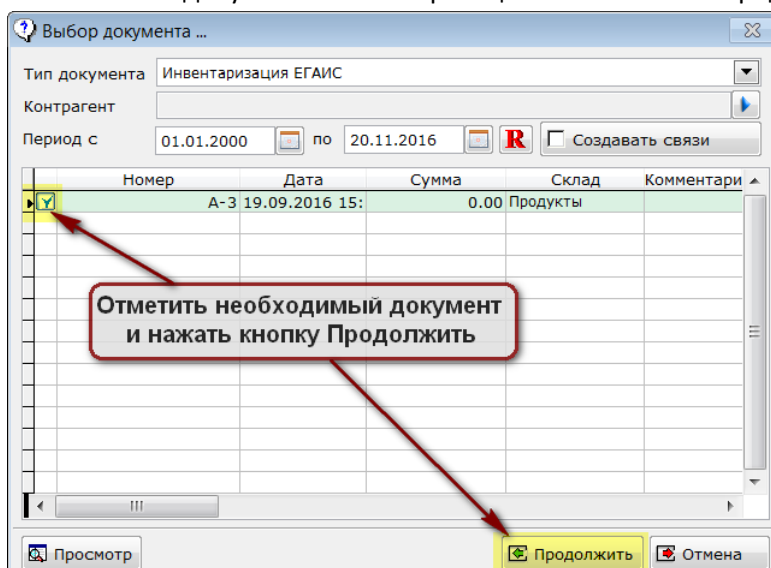 Выбор документа ...
Тип документа Инвентаризация ЕГАИС
Контрагент
Период с 01.01.2000 по 20.11.2016 R Создавать связи
Номер Дата Сумма Склад Комментари
А-3 19.09.2016 15: 0.00 Продукты
Отметить необходимый документ
и нажать кнопку Продолжить
Просмотр Продолжить Отмена